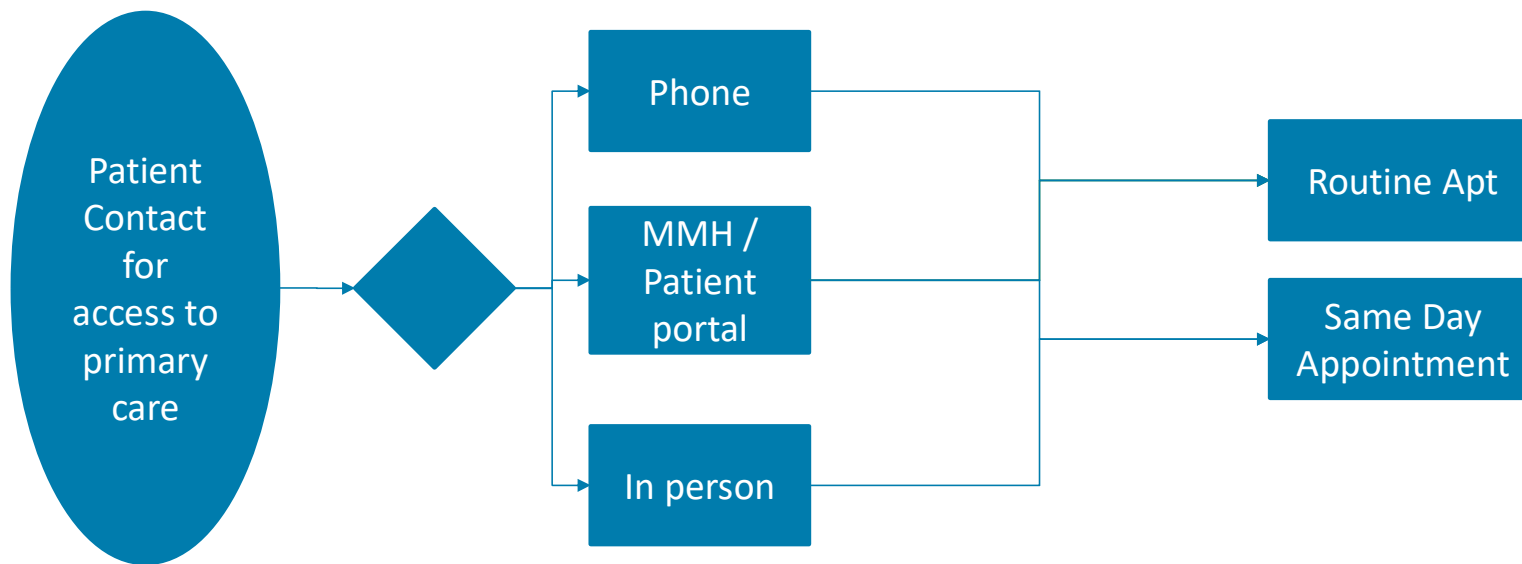 Patient
Contact
for
access to
primary
care
Phone
MMH /
Patient
portal
In person
Routine Apt
Same Day
Appointment